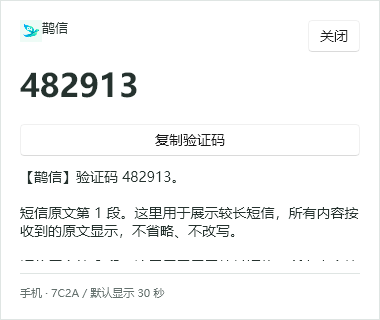 鹊信
关闭
482913
复制验证码
【鹊信】验证码 482913。
短信原文第 1 段。这里用于展示较长短信，所有内容按
收到的原文显示，不省略、不改写。
手机 · 7C2A / 默认显示 30 秒